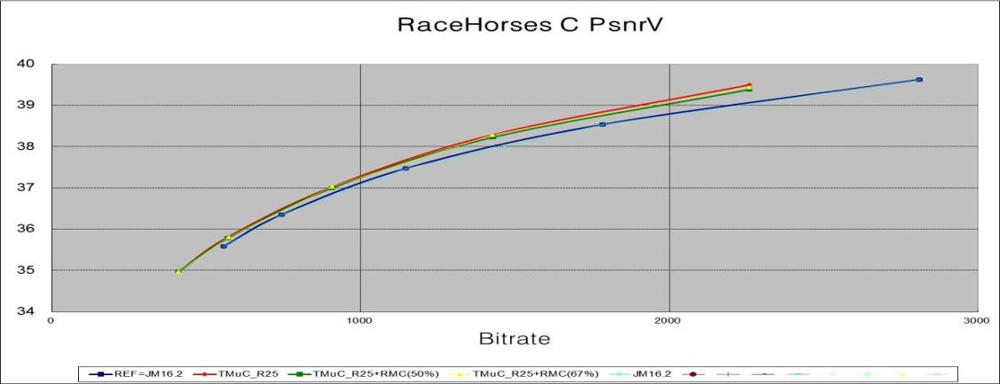 RaceHorses C PsnrV
40
39
38
37
36
35
34
0 1000 2000 3000
Bitrate
REF=JM16.2 TMuC_R25 TMuC_R25+RMC(50%) TMuC_R25+RMC(67%) JM16.2